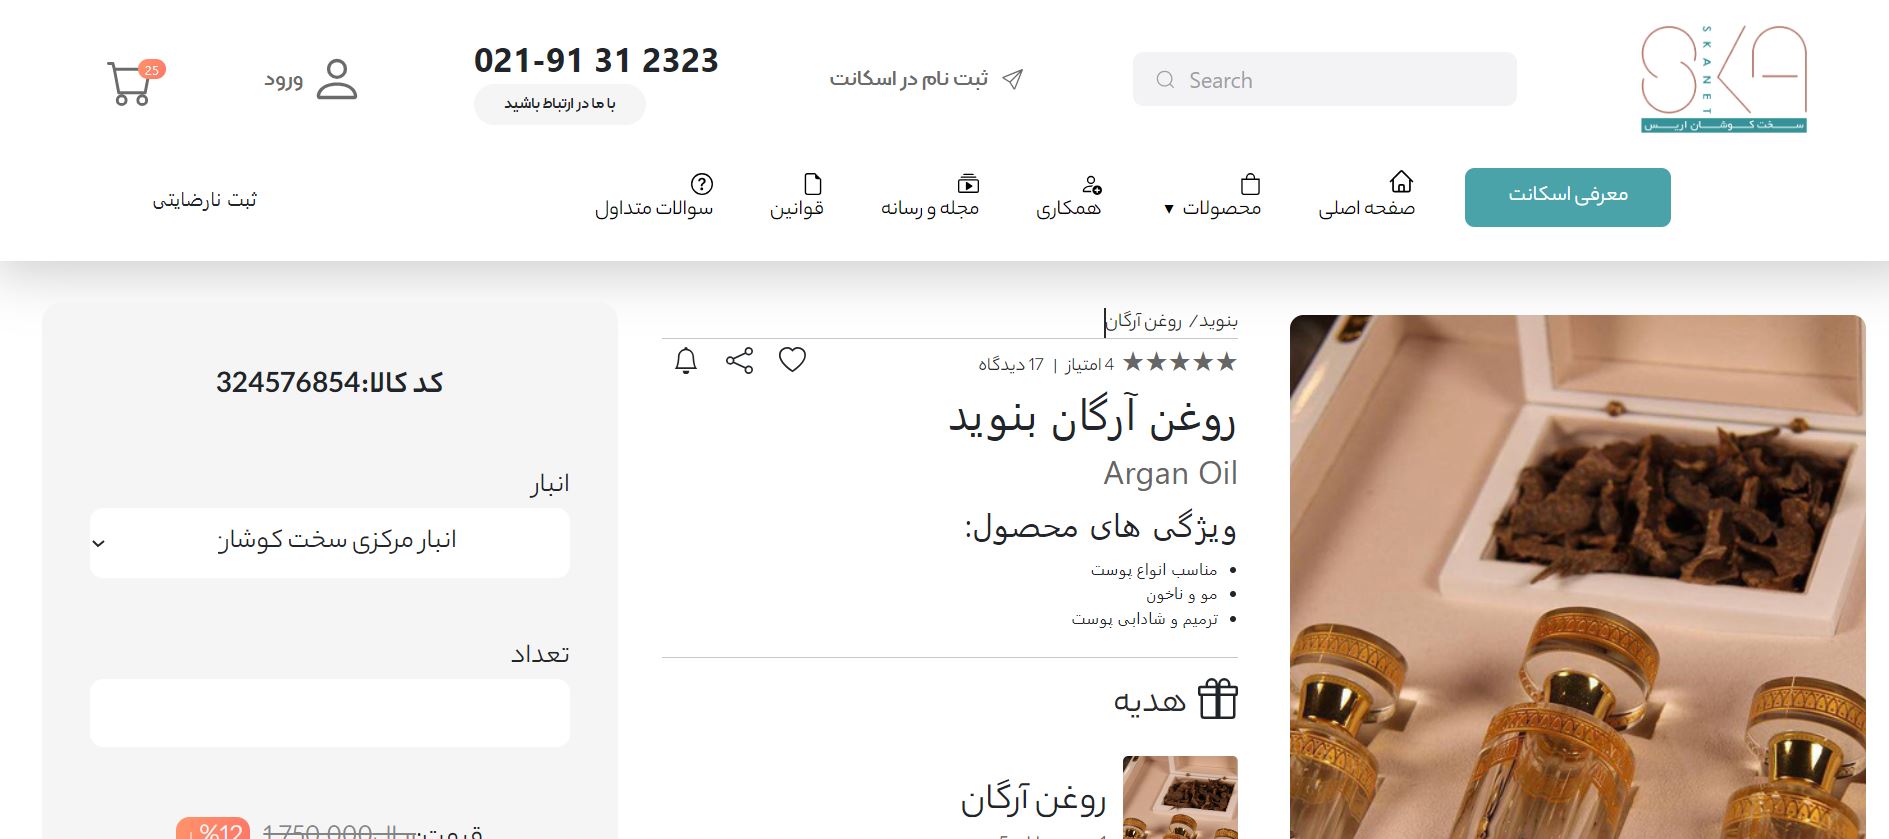 SKA
SKANET
سخت کوشان اریس
Search
ثبت نام در اسکانت
021-91 31 2323
با ما در ارتباط باشید
ورود
25
معرفی اسکانت
صفحه اصلی
محصولات ▼
همکاری
مجله و رسانه
قوانین
سوالات متداول
ثبت نارضایتی
بنوید/ روغن آرگان
4 امتیاز | 17 دیدگاه
روغن آرگان بنوید
Argan Oil
ویژگی های محصول:
• مناسب انواع پوست
• مو و ناخون
• ترمیم و شادابی پوست
هدیه
روغن آرگان
کد کالا:324576854
انبار
انبار مرکزی سخت کوشان
تعداد
قیمت: 1,750,000 ریال %12